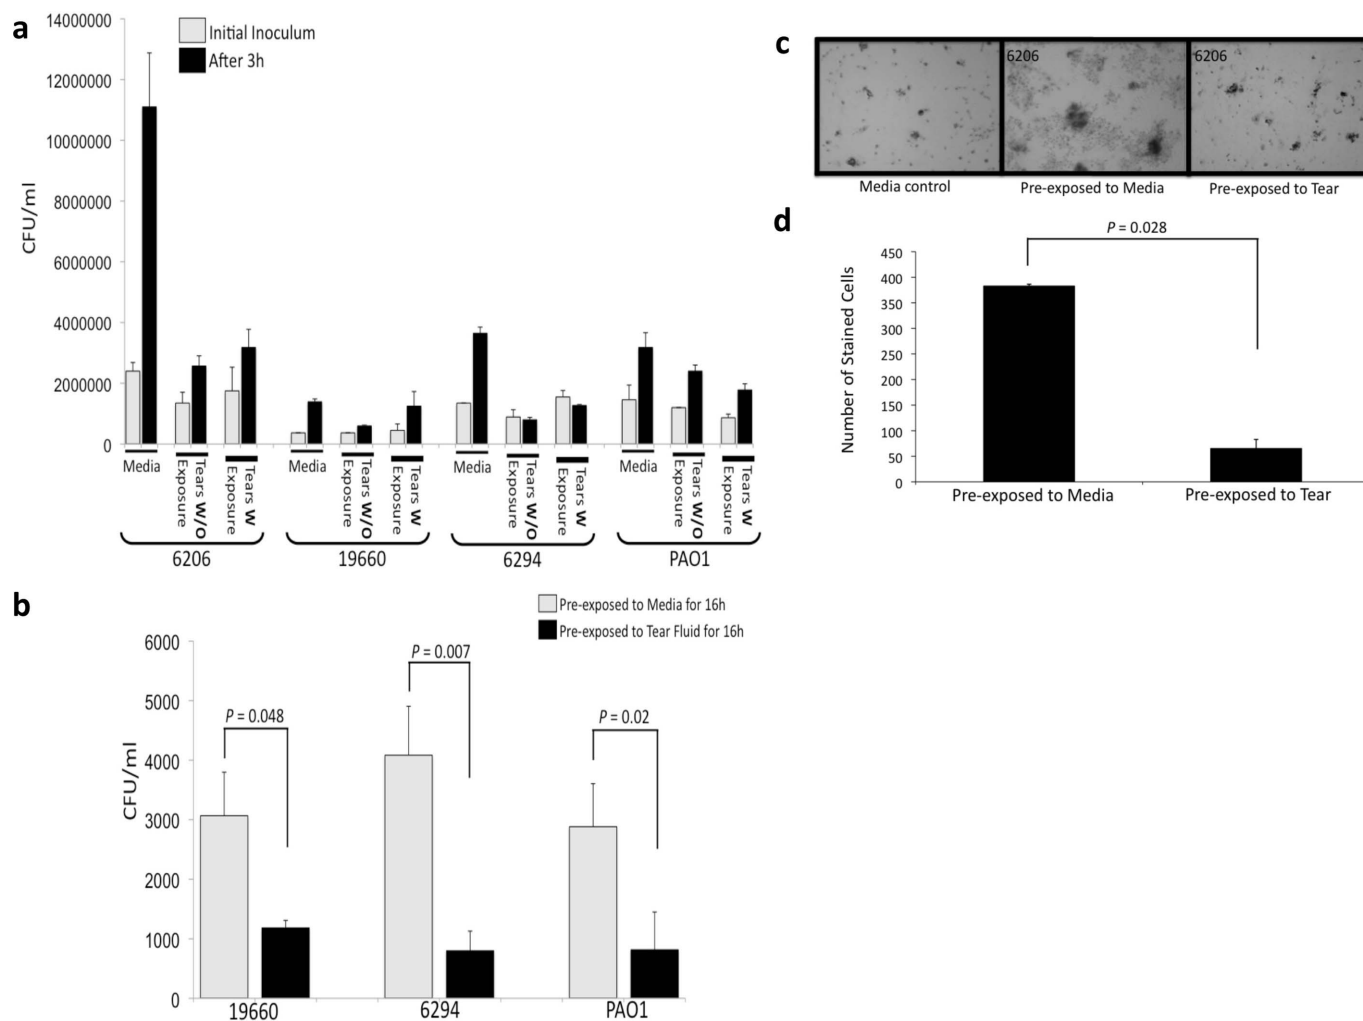 a
14000000
12000000
10000000
8000000
6000000
4000000
2000000
0
CFU/ml
Initial Inoculum
After 3h
Media
Tears W/O
Exposure
Tears W
Exposure
Media
Tears W/O
Exposure
Tears W
Exposure
Media
Tears W/O
Exposure
Tears W
Exposure
Media
Tears W/O
Exposure
Tears W
Exposure
6206
19660
6294
PAO1
b
Pre-exposed to Media for 16h
Pre-exposed to Tear Fluid for 16h
6000
5000
4000
3000
2000
1000
0
CFU/ml
P = 0.048
P = 0.007
P = 0.02
19660
6294
PAO1
c
6206
6206
Media control
Pre-exposed to Media
Pre-exposed to Tear
d
P = 0.028
450
400
350
300
250
200
150
100
50
0
Number of Stained Cells
Pre-exposed to Media
Pre-exposed to Tear